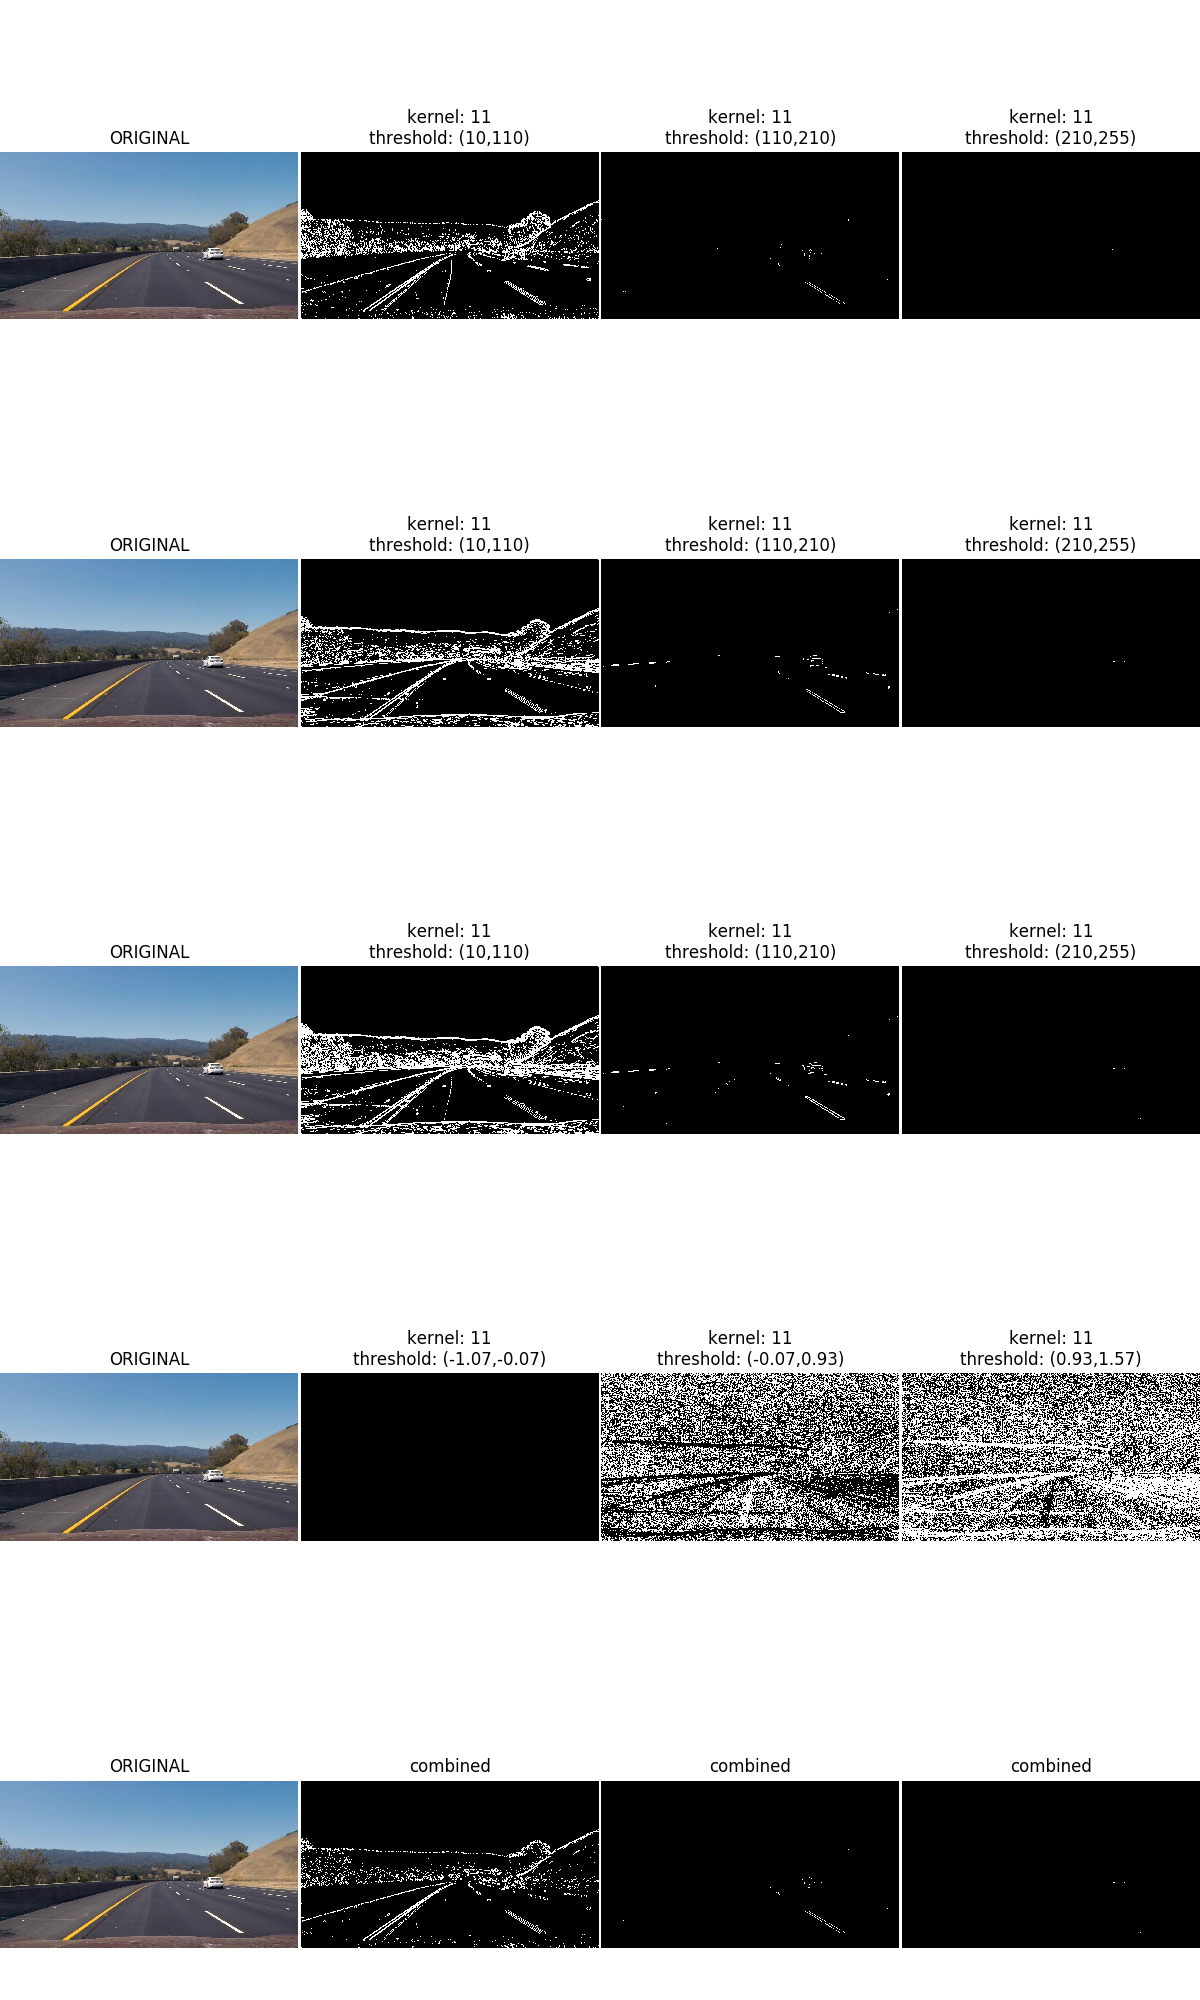 ORIGINAL
kernel: 11
threshold: (10,110)
kernel: 11
threshold: (110,210)
kernel: 11
threshold: (210,255)
ORIGINAL
kernel: 11
threshold: (10,110)
kernel: 11
threshold: (110,210)
kernel: 11
threshold: (210,255)
ORIGINAL
kernel: 11
threshold: (10,110)
kernel: 11
threshold: (110,210)
kernel: 11
threshold: (210,255)
ORIGINAL
kernel: 11
threshold: (-1.07,-0.07)
kernel: 11
threshold: (-0.07,0.93)
kernel: 11
threshold: (0.93,1.57)
ORIGINAL
combined
combined
combined